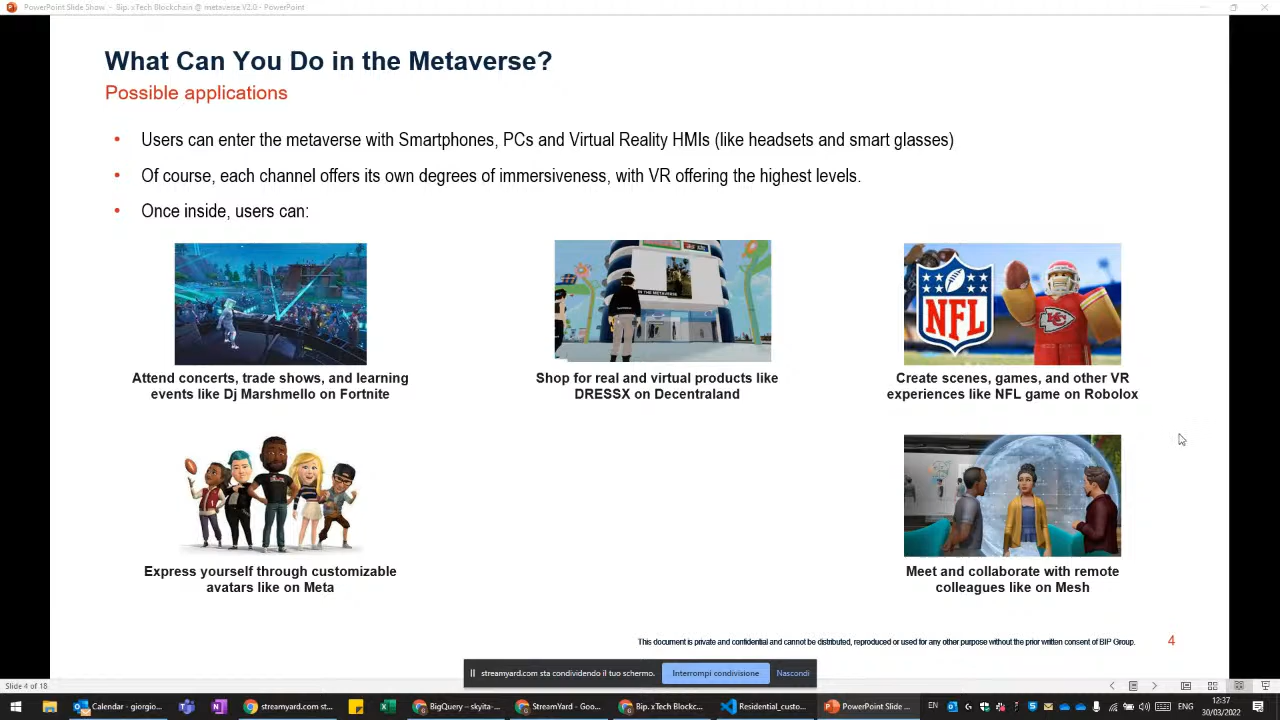 PowerPoint Slide Show - Bip. xTech Blockchain @ metaverse V2.0 - PowerPoint
What Can You Do in the Metaverse?
Possible applications
• Users can enter the metaverse with Smartphones, PCs and Virtual Reality HMIs (like headsets and smart glasses)
• Of course, each channel offers its own degrees of immersiveness, with VR offering the highest levels.
• Once inside, users can:
IN THE METAVERSE
NFL
KC
Attend concerts, trade shows, and learning
events like Dj Marshmello on Fortnite
Shop for real and virtual products like
DRESSX on Decentraland
Create scenes, games, and other VR
experiences like NFL game on Robolox
Express yourself through customizable
avatars like on Meta
Meet and collaborate with remote
colleagues like on Mesh
This document is private and confidential and cannot be distributed, reproduced or used for any other purpose without the prior written consent of BIP Group.
4
streamyard.com sta condividendo il tuo schermo.
Interrompi condivisione
Nascondi
Slide 4 of 18
Calendar - giorgio...
streamyard.com st...
BigQuery – skyita-...
StreamYard - Goo...
Bip. xTech Blockc...
Residential_custo...
PowerPoint Slide ...
EN
12:37
30/03/2022